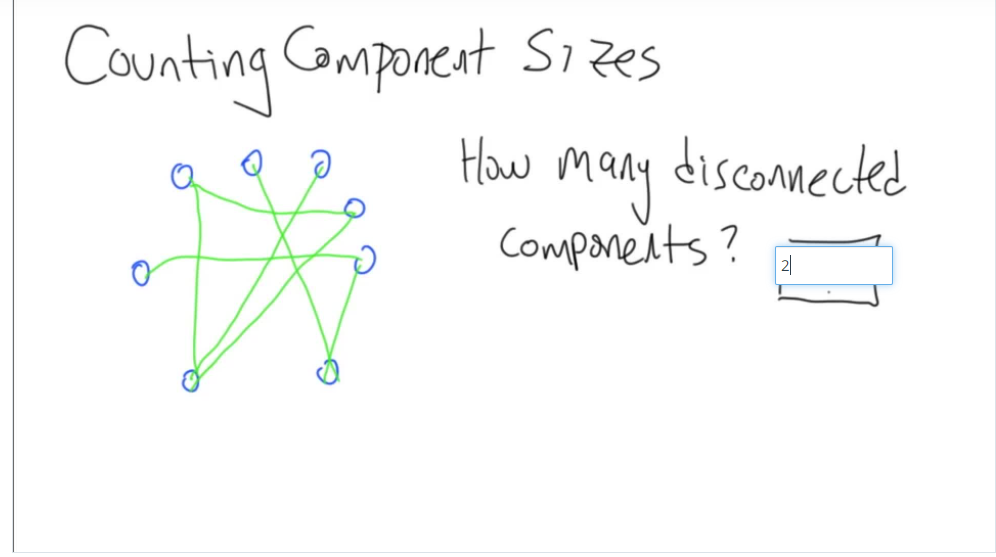 Counting Component Sizes
How many disconnected
components?
2